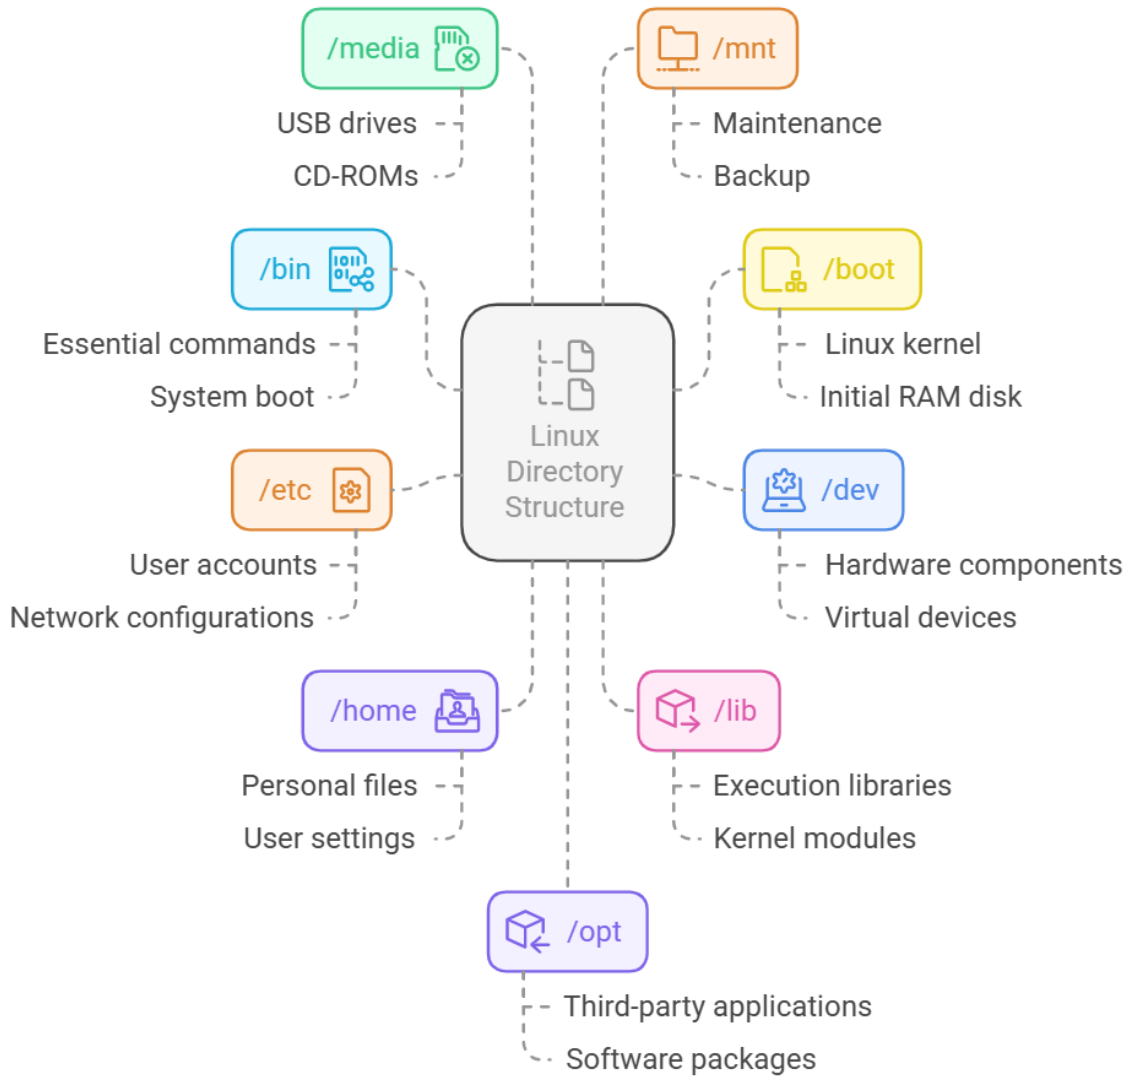 /media
USB drives
CD-ROMs
/mnt
Maintenance
Backup
/bin
Essential commands
System boot
/boot
Linux kernel
Initial RAM disk
Linux
Directory
Structure
/etc
User accounts
Network configurations
/dev
Hardware components
Virtual devices
/home
Personal files
User settings
/lib
Execution libraries
Kernel modules
/opt
Third-party applications
Software packages